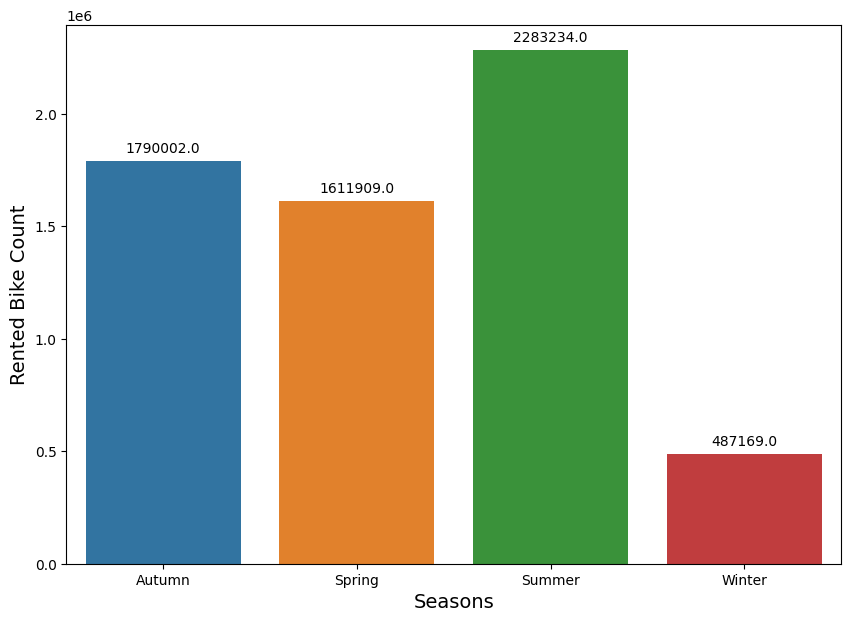 1e6
2283234.0
2.0
1790002.0
1611909.0
1.5
Rented Bike Count
1.0
487169.0
0.5
0.0
Autumn Spring Summer Winter
Seasons